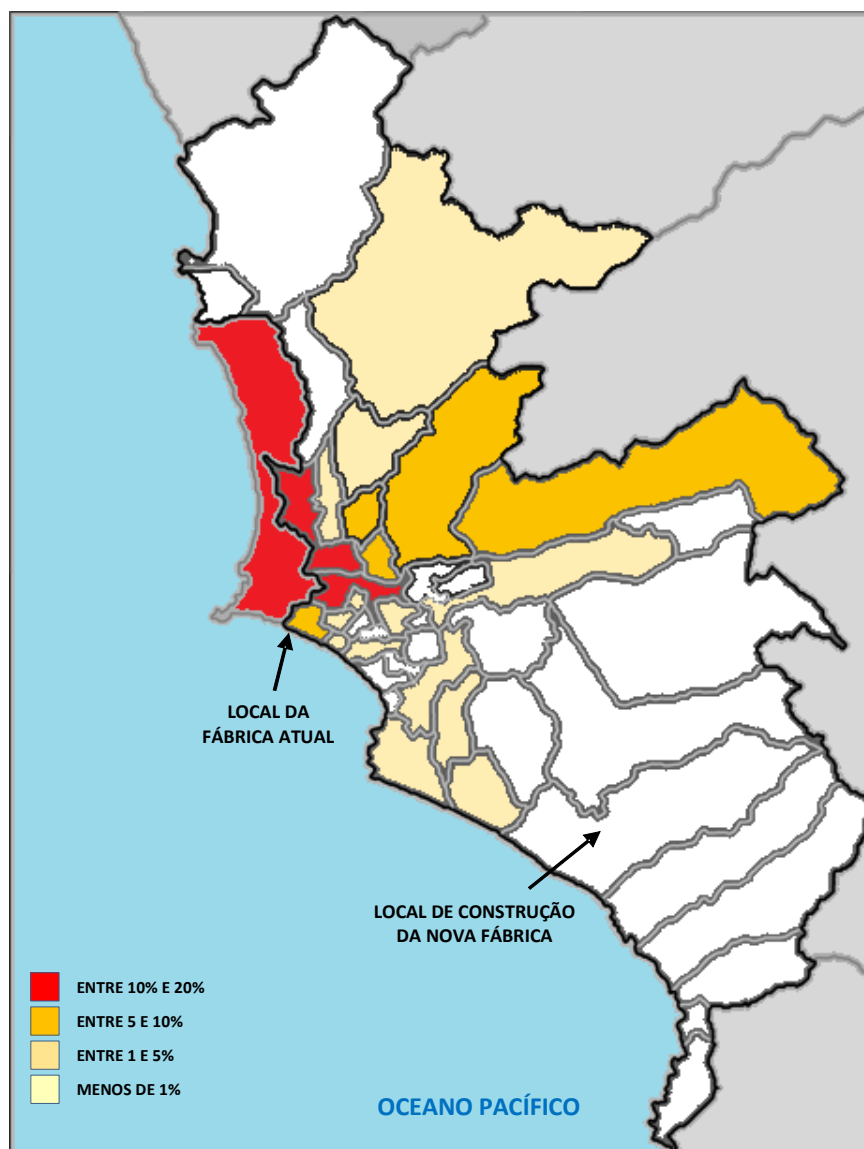 LOCAL DA
FÁBRICA ATUAL
LOCAL DE CONSTRUÇÃO
DA NOVA FÁBRICA
ENTRE 10% E 20%
ENTRE 5 E 10%
ENTRE 1 E 5%
MENOS DE 1%
OCEANO PACÍFICO